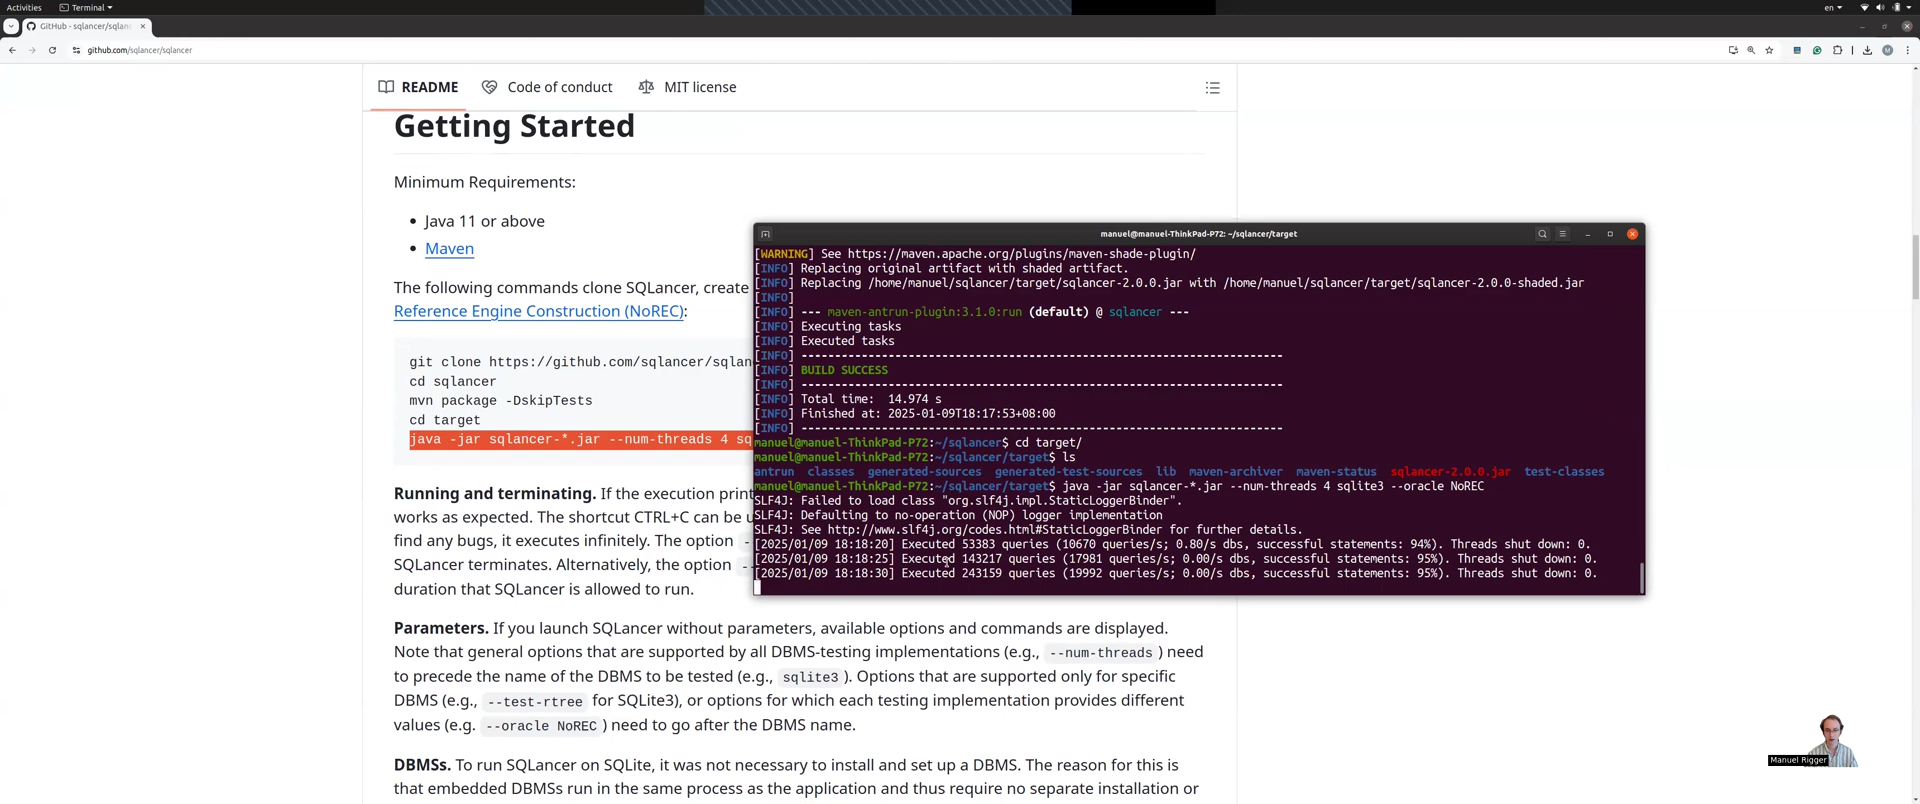 Activities
Terminal
en
GitHub - sqlancer/sqlan
github.com/sqlancer/sqlancer
M
README
Code of conduct
MIT license
Getting Started
Minimum Requirements:
Java 11 or above
Maven
The following commands clone SQLancer, create
Reference Engine Construction (NoREC):
git clone https://github.com/sqlancer/sqlan
cd sqlancer
mvn package -DskipTests
cd target
java -jar sqlancer-*.jar --num-threads 4 sq
Running and terminating. If the execution print
works as expected. The shortcut CTRL+C can be u
find any bugs, it executes infinitely. The option -
SQLancer terminates. Alternatively, the option --
duration that SQLancer is allowed to run.
Parameters. If you launch SQLancer without parameters, available options and commands are displayed.
Note that general options that are supported by all DBMS-testing implementations (e.g., --num-threads ) need
to precede the name of the DBMS to be tested (e.g., sqlite3 ). Options that are supported only for specific
DBMS (e.g., --test-rtree for SQLite3), or options for which each testing implementation provides different
values (e.g. --oracle NoREC ) need to go after the DBMS name.
DBMSs. To run SQLancer on SQLite, it was not necessary to install and set up a DBMS. The reason for this is
that embedded DBMSs run in the same process as the application and thus require no separate installation or
manuel@manuel-ThinkPad-P72: ~/sqlancer/target
[WARNING] See https://maven.apache.org/plugins/maven-shade-plugin/
[INFO] Replacing original artifact with shaded artifact.
[INFO] Replacing /home/manuel/sqlancer/target/sqlancer-2.0.0.jar with /home/manuel/sqlancer/target/sqlancer-2.0.0-shaded.jar
[INFO]
[INFO] --- maven-antrun-plugin:3.1.0:run (default) @ sqlancer ---
[INFO] Executing tasks
[INFO] Executed tasks
[INFO] ------------------------------------------------------------------------
[INFO] BUILD SUCCESS
[INFO] ------------------------------------------------------------------------
[INFO] Total time:  14.974 s
[INFO] Finished at: 2025-01-09T18:17:53+08:00
[INFO] ------------------------------------------------------------------------
manuel@manuel-ThinkPad-P72:~/sqlancer$ cd target/
manuel@manuel-ThinkPad-P72:~/sqlancer/target$ ls
antrun  classes  generated-sources  generated-test-sources  lib  maven-archiver  maven-status  sqlancer-2.0.0.jar  test-classes
manuel@manuel-ThinkPad-P72:~/sqlancer/target$ java -jar sqlancer-*.jar --num-threads 4 sqlite3 --oracle NoREC
SLF4J: Failed to load class "org.slf4j.impl.StaticLoggerBinder".
SLF4J: Defaulting to no-operation (NOP) logger implementation
SLF4J: See http://www.slf4j.org/codes.html#StaticLoggerBinder for further details.
[2025/01/09 18:18:20] Executed 53383 queries (10670 queries/s; 0.80/s dbs, successful statements: 94%). Threads shut down: 0.
[2025/01/09 18:18:25] Executed 143217 queries (17981 queries/s; 0.00/s dbs, successful statements: 95%). Threads shut down: 0.
[2025/01/09 18:18:30] Executed 243159 queries (19992 queries/s; 0.00/s dbs, successful statements: 95%). Threads shut down: 0.
Manuel Rigger